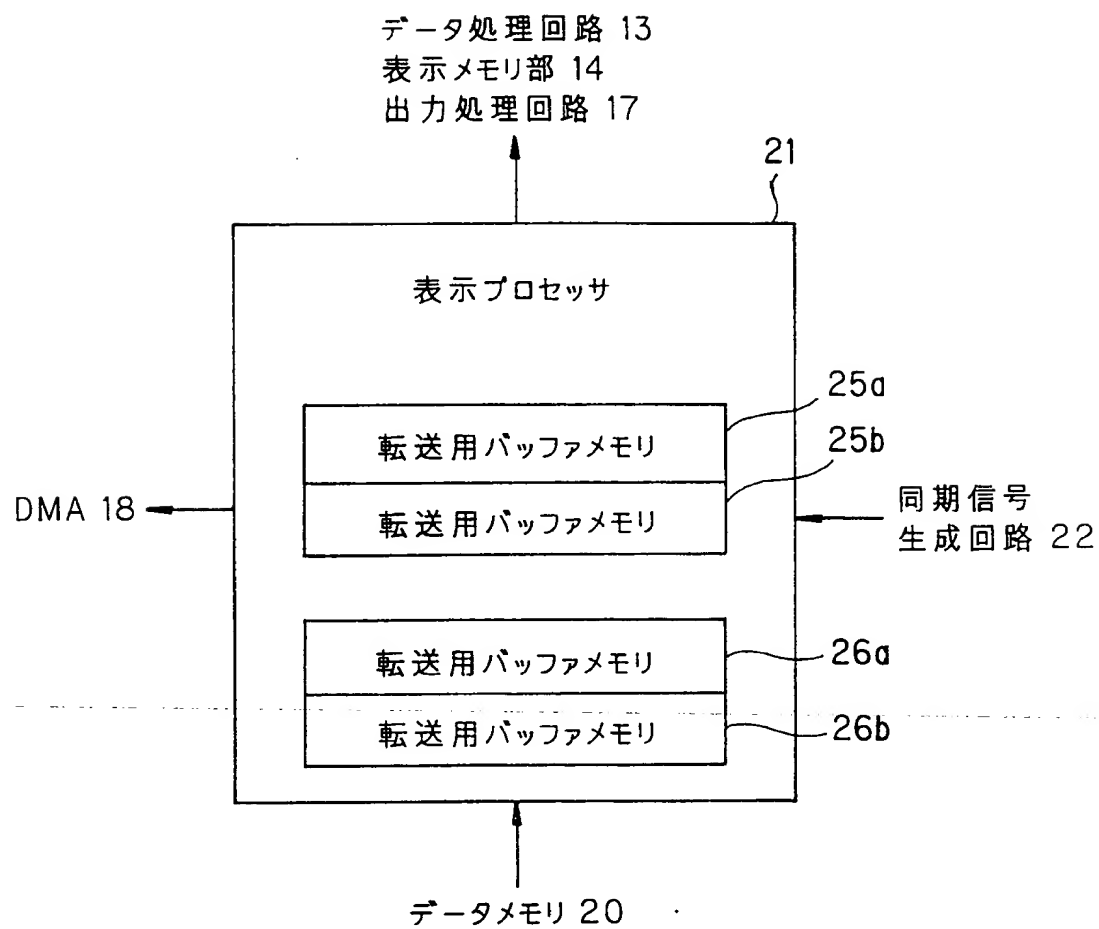 データ処理回路 13
表示メモリ部 14
出力処理回路 17
21
表示プロセッサ
25a
転送用バッファメモリ
25b
転送用バッファメモリ
DMA 18
同期信号
生成回路 22
転送用バッファメモリ
26a
転送用バッファメモリ
26b
データメモリ 20